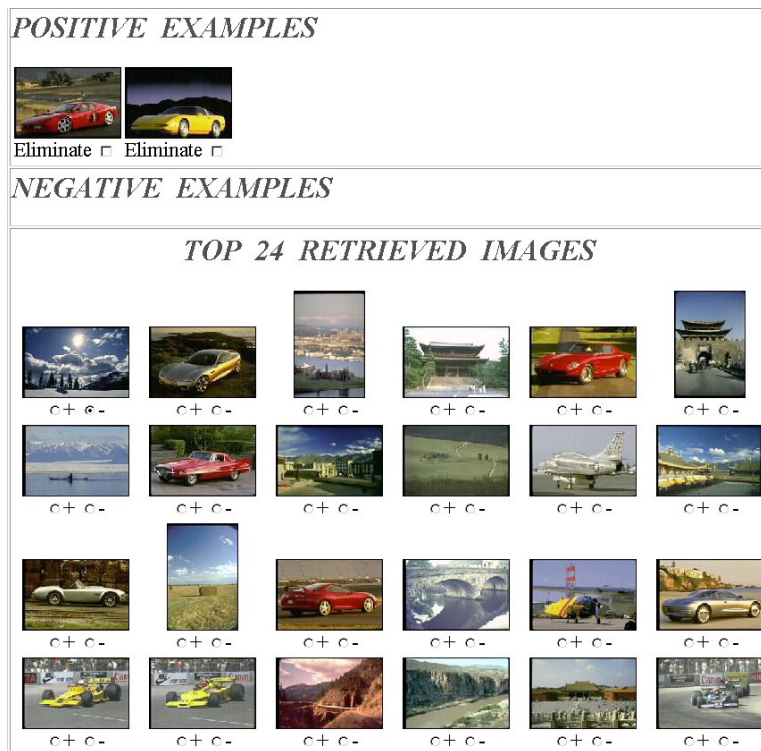 POSITIVE EXAMPLES
Eliminate Eliminate
NEGATIVE EXAMPLES
TOP 24 RETRIEVED IMAGES
+ - + - + - + - + - + -
+ - + - + - + - + - + -
+ - + - + - + - + - + -
+ - + - + - + - + - + -